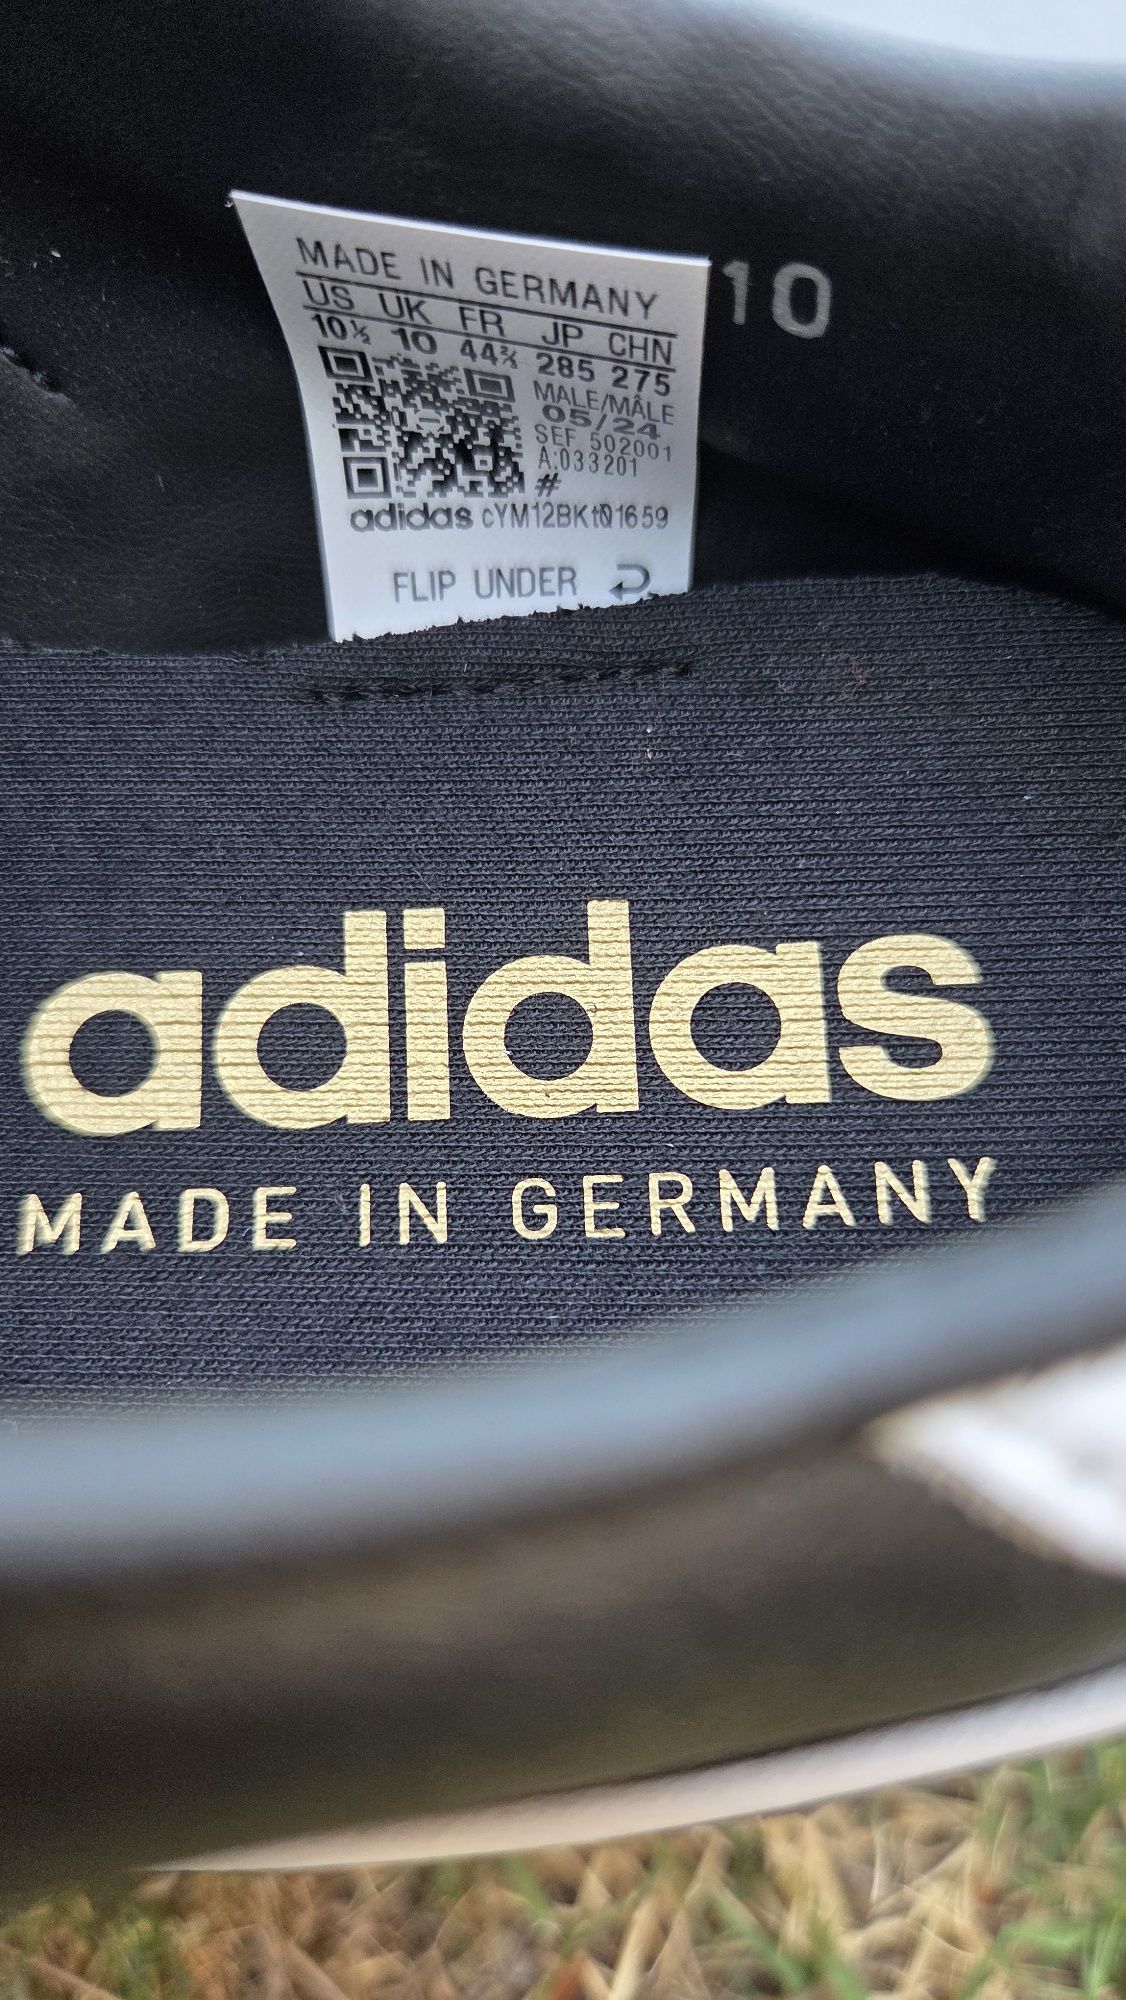 MADE IN GERMANY
US UK FR JP CHN
10½ 10 44⅔ 285 275
MALE/MÂLE
05/24
SEF 502001
A:033201
#
adidas
FLIP UNDER
10
adidas
MADE IN GERMANY